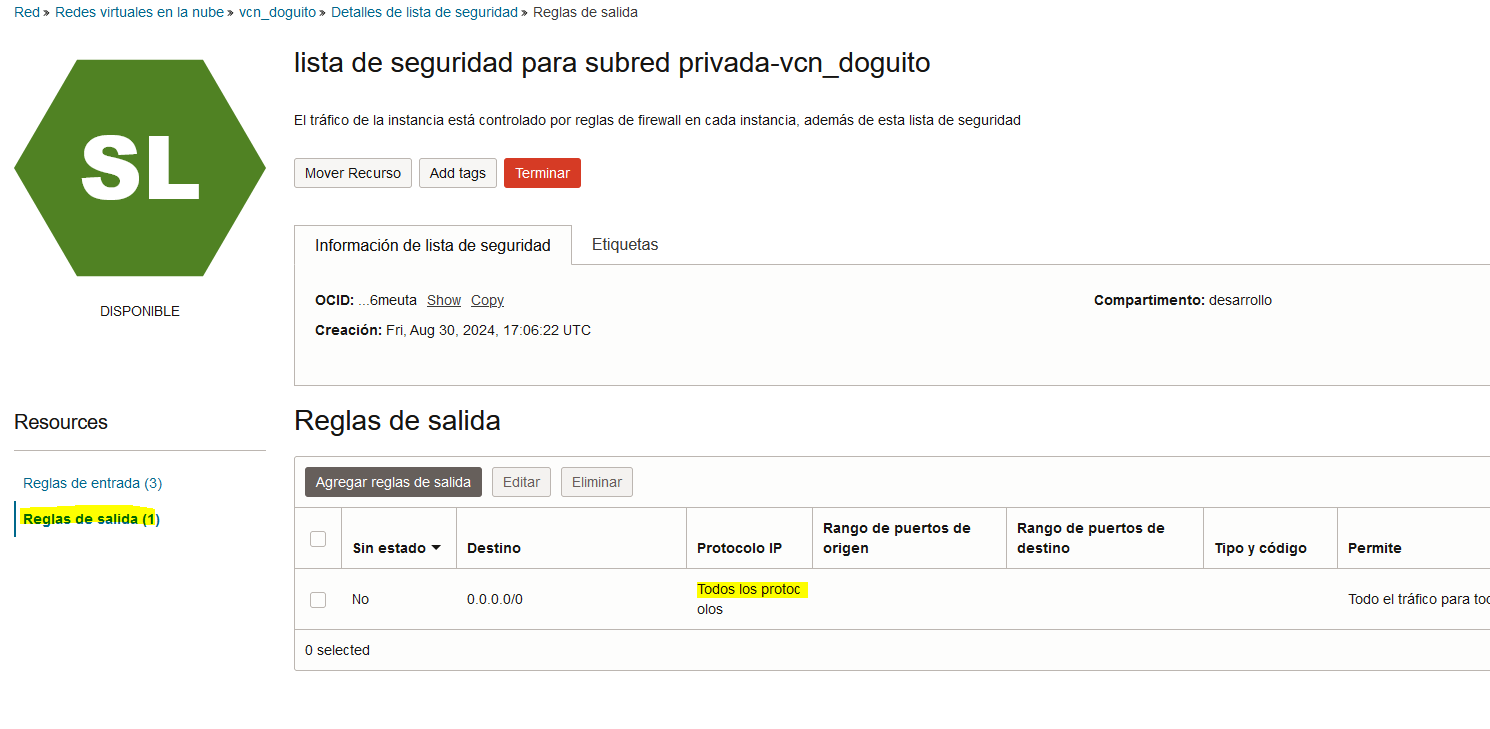 Red » Redes virtuales en la nube » vcn_doguito » Detalles de lista de seguridad » Reglas de salida
SL
DISPONIBLE
lista de seguridad para subred privada-vcn_doguito
El tráfico de la instancia está controlado por reglas de firewall en cada instancia, además de esta lista de seguridad
Mover Recurso Add tags Terminar
Información de lista de seguridad Etiquetas
OCID: ...6meuta Show Copy Compartimento: desarrollo
Creación: Fri, Aug 30, 2024, 17:06:22 UTC
Resources
Reglas de entrada (3)
Reglas de salida (1)
Reglas de salida
Agregar reglas de salida Editar Eliminar
Sin estado Destino Protocolo IP Rango de puertos de origen Rango de puertos de destino Tipo y código Permite
No 0.0.0.0/0 Todos los protoc
olos Todo el tráfico para
0 selected